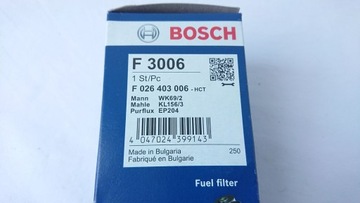 BOSCH
F 3006
1 St/Pc
F 026 403 006 - HCT
Mann WK69/2
Mahle KL156/3
Purflux EP204
4 047024 399143
Made in Bulgaria 250
Fabriqué en Bulgarie
Fuel filter